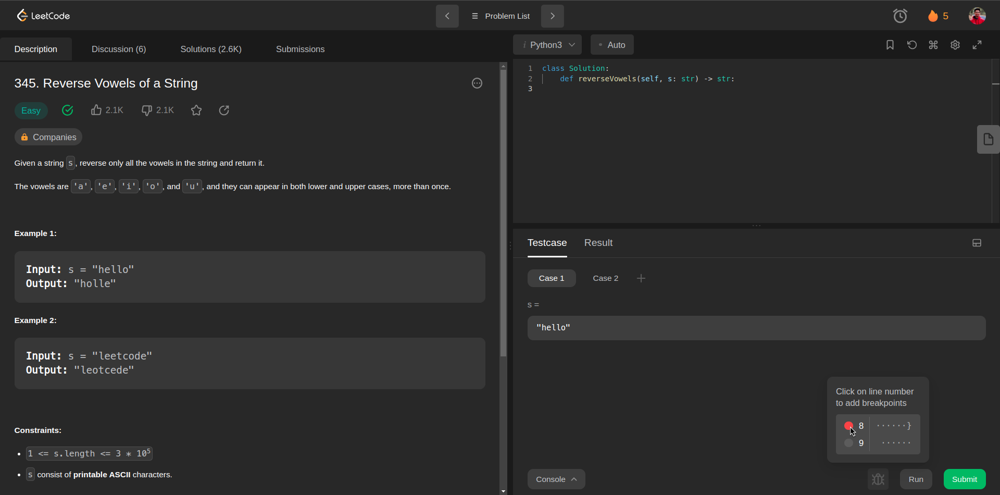 LeetCode
Problem List
5
Description Discussion (6) Solutions (2.6K) Submissions
345. Reverse Vowels of a String
Easy 2.1K 2.1K
Companies
Given a string s, reverse only all the vowels in the string and return it.
The vowels are 'a', 'e', 'i', 'o', and 'u', and they can appear in both lower and upper cases, more than once.
Example 1:
Input: s = "hello"
Output: "holle"
Example 2:
Input: s = "leetcode"
Output: "leotcede"
Constraints:
1 <= s.length <= 3 * 10⁵
s consist of printable ASCII characters.
i Python3 Auto
1 class Solution:
2 def reverseVowels(self, s: str) -> str:
3
Testcase Result
Case 1 Case 2
s =
"hello"
Click on line number
to add breakpoints
8 ······}
9 ······
Console Run Submit